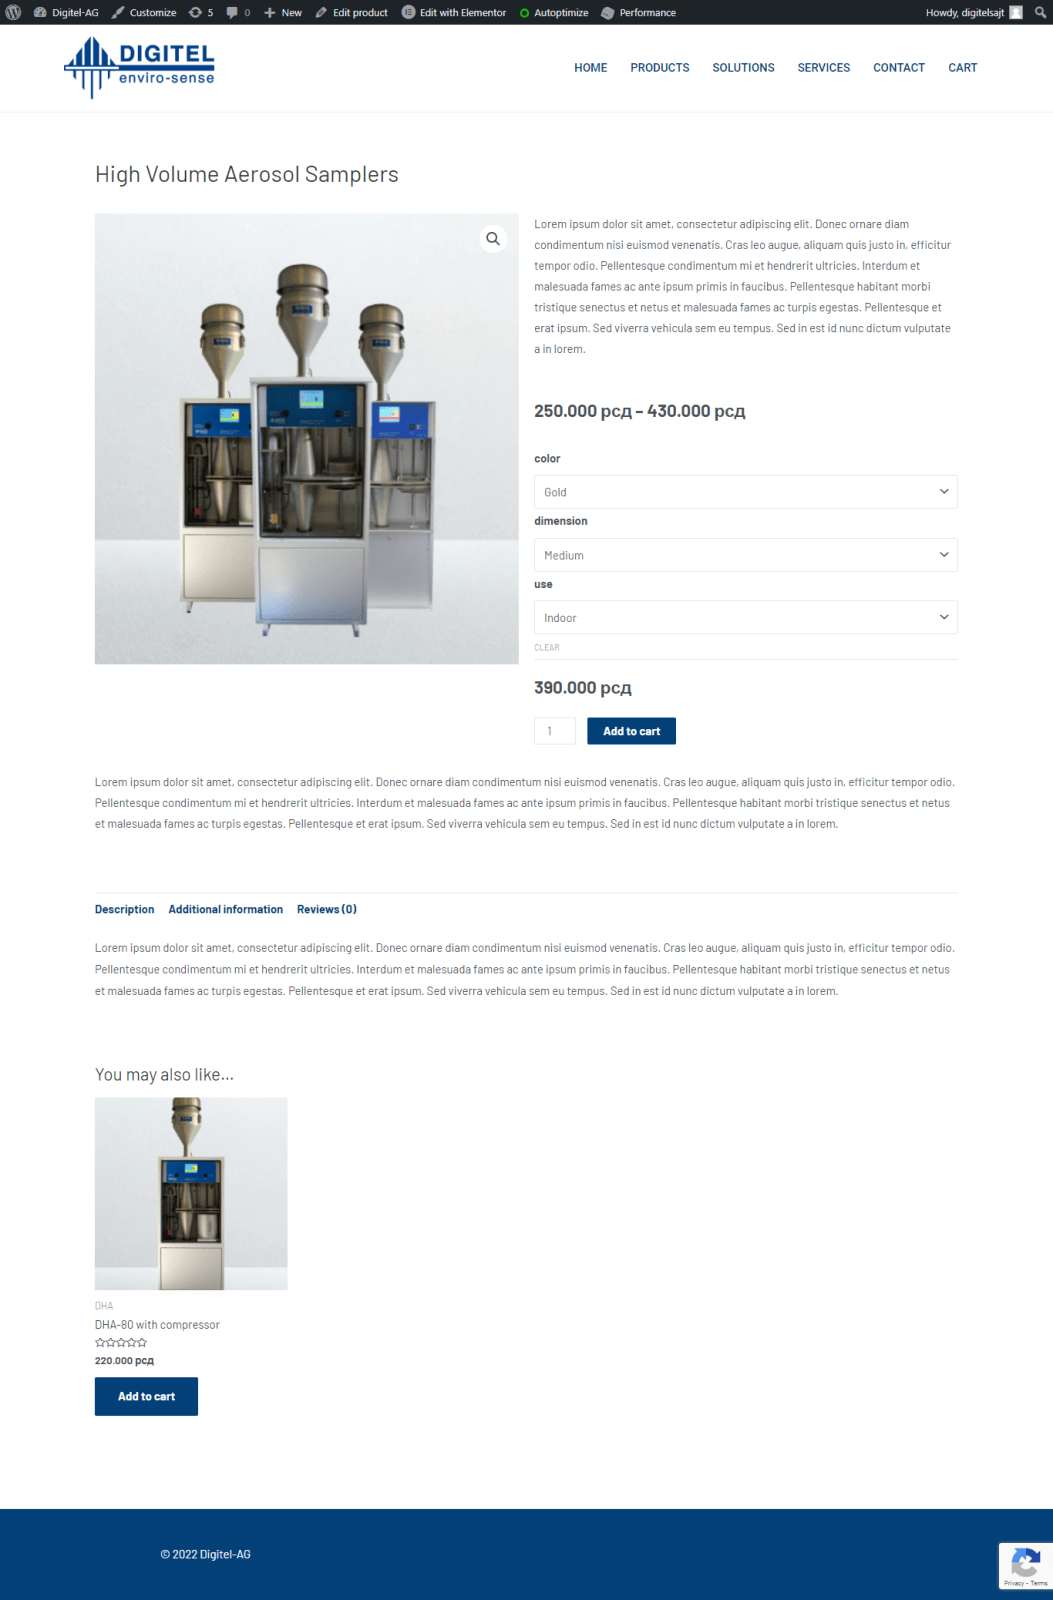 Digitel-AG Customize 5 0 New Edit product Edit with Elementor Autoptimize Performance Howdy, digitelsajt
DIGITEL
enviro-sense
HOME PRODUCTS SOLUTIONS SERVICES CONTACT CART
High Volume Aerosol Samplers
Lorem ipsum dolor sit amet, consectetur adipiscing elit. Donec ornare diam
condimentum nisi euismod venenatis. Cras leo augue, aliquam quis justo in, efficitur
tempor odio. Pellentesque condimentum mi et hendrerit ultricies. Interdum et
malesuada fames ac ante ipsum primis in faucibus. Pellentesque habitant morbi
tristique senectus et netus et malesuada fames ac turpis egestas. Pellentesque et
erat ipsum. Sed viverra vehicula sem eu tempus. Sed in est id nunc dictum vulputate
a in lorem.
250.000 рсд – 430.000 рсд
color
Gold
dimension
Medium
use
Indoor
CLEAR
390.000 рсд
1 Add to cart
Lorem ipsum dolor sit amet, consectetur adipiscing elit. Donec ornare diam condimentum nisi euismod venenatis. Cras leo augue, aliquam quis justo in, efficitur tempor odio.
Pellentesque condimentum mi et hendrerit ultricies. Interdum et malesuada fames ac ante ipsum primis in faucibus. Pellentesque habitant morbi tristique senectus et netus
et malesuada fames ac turpis egestas. Pellentesque et erat ipsum. Sed viverra vehicula sem eu tempus. Sed in est id nunc dictum vulputate a in lorem.
Description Additional information Reviews (0)
Lorem ipsum dolor sit amet, consectetur adipiscing elit. Donec ornare diam condimentum nisi euismod venenatis. Cras leo augue, aliquam quis justo in, efficitur tempor odio.
Pellentesque condimentum mi et hendrerit ultricies. Interdum et malesuada fames ac ante ipsum primis in faucibus. Pellentesque habitant morbi tristique senectus et netus
et malesuada fames ac turpis egestas. Pellentesque et erat ipsum. Sed viverra vehicula sem eu tempus. Sed in est id nunc dictum vulputate a in lorem.
You may also like…
DHA
DHA-80 with compressor
220.000 рсд
Add to cart
© 2022 Digitel-AG
Privacy - Terms